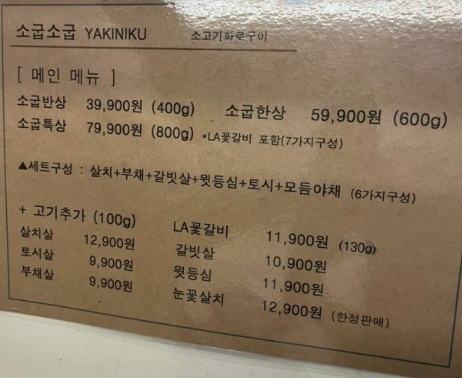 소굽소굽 YAKINIKU 소고기화로구이
[ 메인 메뉴 ]
소굽반상 39,900원 (400g) 소굽한상 59,900원 (600g)
소굽특상 79,900원 (800g) *LA꽃갈비 포함(7가지구성)
▲세트구성 : 살치+부채+갈빗살+윗등심+토시+모듬야채 (6가지구성)
+ 고기추가 (100g)
살치살 12,900원
토시살 9,900원
부채살 9,900원
LA꽃갈비 11,900원 (130g)
갈빗살 10,900원
윗등심 11,900원
눈꽃살치 12,900원 (한정판매)